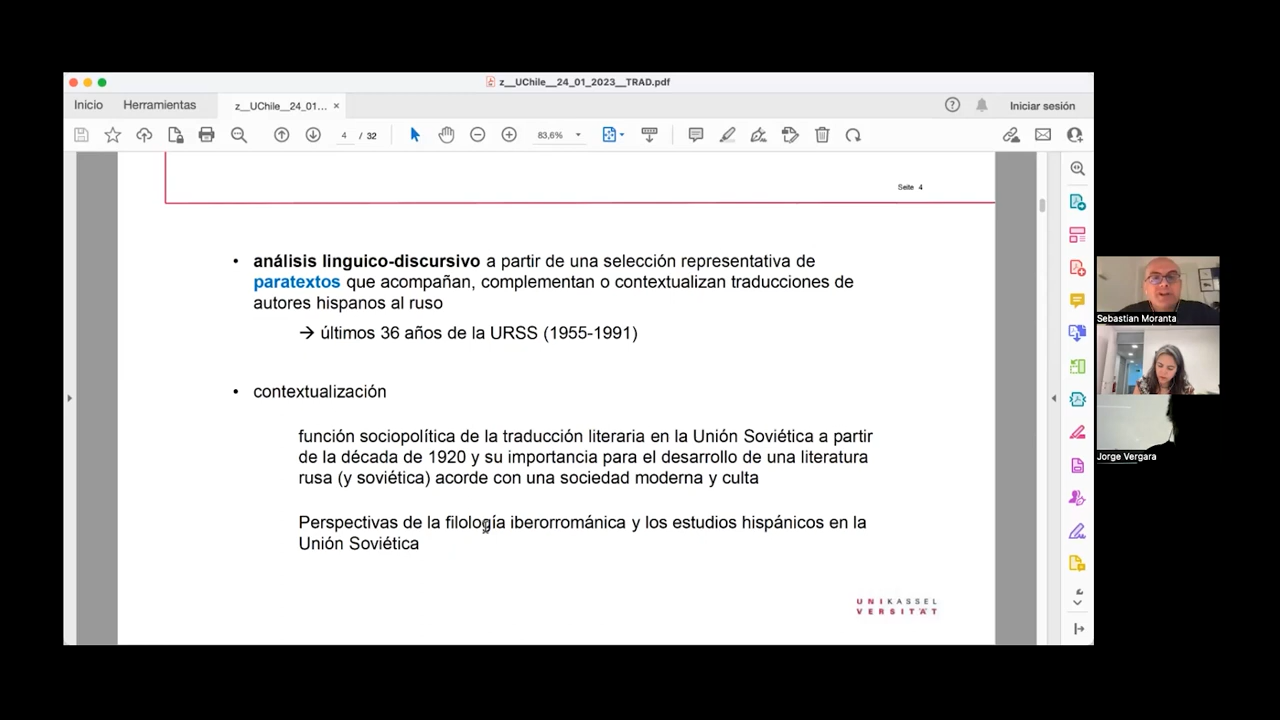 z__UChile__24_01_2023__TRAD.pdf
Inicio
Herramientas
z__UChile__24_01... ×
Iniciar sesión
4 / 32
83,6%
Seite 4
• análisis linguico-discursivo a partir de una selección representativa de
paratextos que acompañan, complementan o contextualizan traducciones de
autores hispanos al ruso
→ últimos 36 años de la URSS (1955-1991)
• contextualización
función sociopolítica de la traducción literaria en la Unión Soviética a partir
de la década de 1920 y su importancia para el desarrollo de una literatura
rusa (y soviética) acorde con una sociedad moderna y culta
Perspectivas de la filología iberorrománica y los estudios hispánicos en la
Unión Soviética
UNIKASSEL
VERSITÄT
Sebastian Moranta
Jorge Vergara